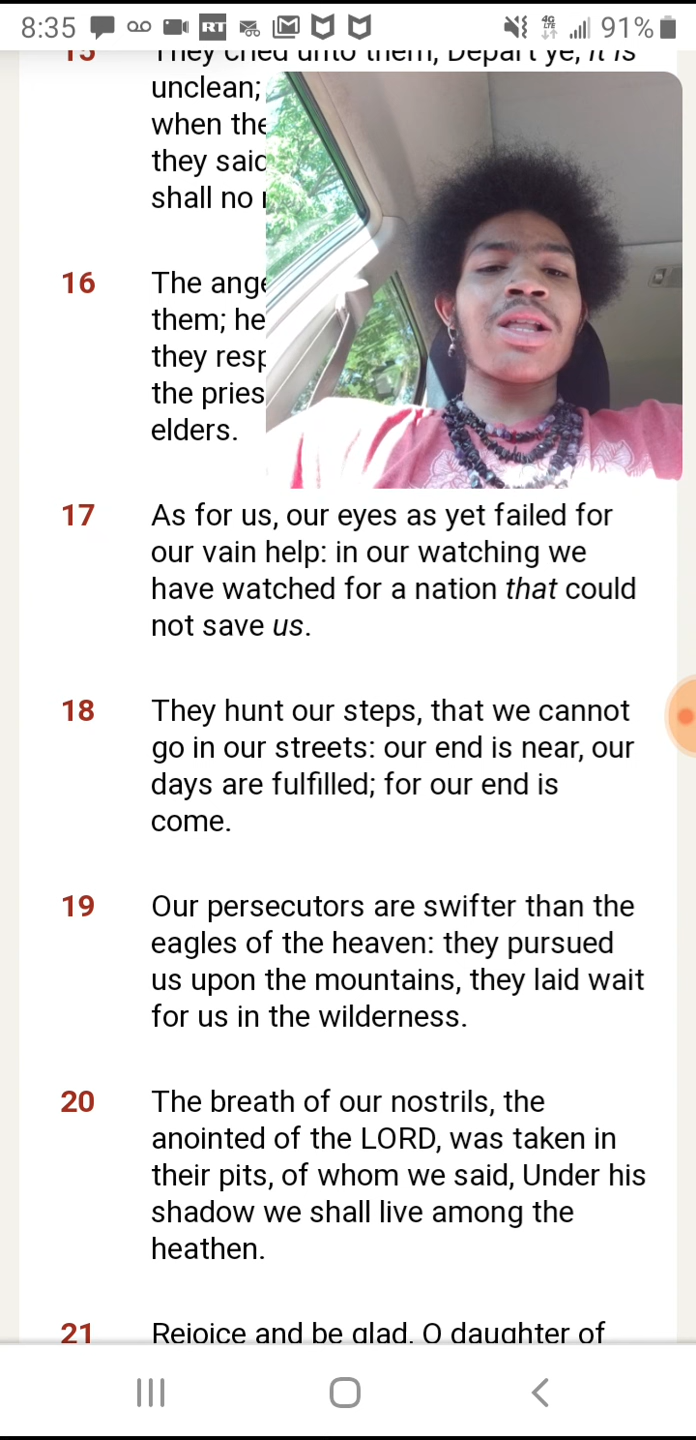 8:35 RT 4G LTE 91%
15 They cried unto them, Depart ye, it is
unclean;
when the
they said
shall no
16 The ange
them; he
they resp
the pries
elders.
17 As for us, our eyes as yet failed for
our vain help: in our watching we
have watched for a nation that could
not save us.
18 They hunt our steps, that we cannot
go in our streets: our end is near, our
days are fulfilled; for our end is
come.
19 Our persecutors are swifter than the
eagles of the heaven: they pursued
us upon the mountains, they laid wait
for us in the wilderness.
20 The breath of our nostrils, the
anointed of the LORD, was taken in
their pits, of whom we said, Under his
shadow we shall live among the
heathen.
21 Rejoice and be glad, O daughter of